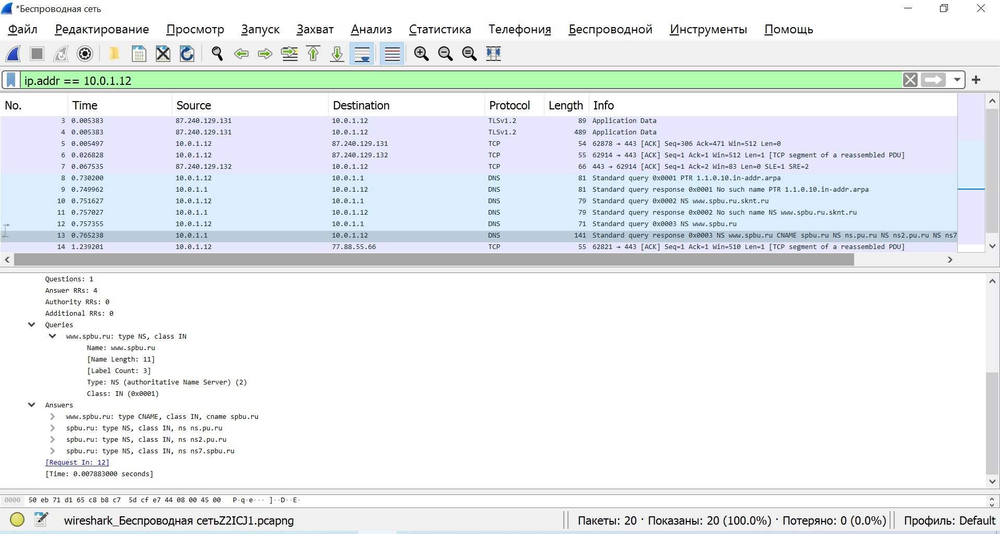 *Беспроводная сеть
Файл Редактирование Просмотр Запуск Захват Анализ Статистика Телефония Беспроводной Инструменты Помощь
ip.addr == 10.0.1.12
No. Time Source Destination Protocol Length Info
3 0.005383 87.240.129.131 10.0.1.12 TLSv1.2 89 Application Data
4 0.005383 87.240.129.131 10.0.1.12 TLSv1.2 489 Application Data
5 0.005497 10.0.1.12 87.240.129.131 TCP 54 62878 → 443 [ACK] Seq=306 Ack=471 Win=512 Len=0
6 0.026828 10.0.1.12 87.240.129.132 TCP 55 62914 → 443 [ACK] Seq=1 Ack=1 Win=512 Len=1 [TCP segment of a reassembled PDU]
7 0.067535 87.240.129.132 10.0.1.12 TCP 66 443 → 62914 [ACK] Seq=1 Ack=2 Win=83 Len=0 SLE=1 SRE=2
8 0.730200 10.0.1.12 10.0.1.1 DNS 81 Standard query 0x0001 PTR 1.1.0.10.in-addr.arpa
9 0.749962 10.0.1.1 10.0.1.12 DNS 81 Standard query response 0x0001 No such name PTR 1.1.0.10.in-addr.arpa
10 0.751627 10.0.1.12 10.0.1.1 DNS 79 Standard query 0x0002 NS www.spbu.ru.sknt.ru
11 0.757027 10.0.1.1 10.0.1.12 DNS 79 Standard query response 0x0002 No such name NS www.spbu.ru.sknt.ru
12 0.757355 10.0.1.12 10.0.1.1 DNS 71 Standard query 0x0003 NS www.spbu.ru
13 0.765238 10.0.1.1 10.0.1.12 DNS 141 Standard query response 0x0003 NS www.spbu.ru CNAME spbu.ru NS ns.pu.ru NS ns2.pu.ru NS ns7
14 1.239201 10.0.1.12 77.88.55.66 TCP 55 62821 → 443 [ACK] Seq=1 Ack=1 Win=510 Len=1 [TCP segment of a reassembled PDU]
Questions: 1
Answer RRs: 4
Authority RRs: 0
Additional RRs: 0
Queries
www.spbu.ru: type NS, class IN
Name: www.spbu.ru
[Name Length: 11]
[Label Count: 3]
Type: NS (authoritative Name Server) (2)
Class: IN (0x0001)
Answers
www.spbu.ru: type CNAME, class IN, cname spbu.ru
spbu.ru: type NS, class IN, ns ns.pu.ru
spbu.ru: type NS, class IN, ns ns2.pu.ru
spbu.ru: type NS, class IN, ns ns7.spbu.ru
[Request In: 12]
[Time: 0.007883000 seconds]
0000 50 eb 71 d1 65 c8 b8 c7 5d cf e7 44 08 00 45 00 P·q·e··· ]··D··E·
wireshark_Беспроводная сетьZ2ICJ1.pcapng Пакеты: 20 · Показаны: 20 (100.0%) · Потеряно: 0 (0.0%) Профиль: Default